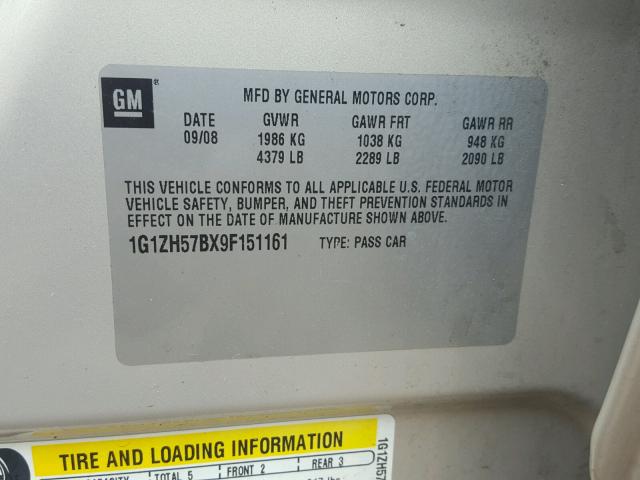 GM ®
MFD BY GENERAL MOTORS CORP.
DATE GVWR GAWR FRT GAWR RR
09/08 1986 KG 1038 KG 948 KG
4379 LB 2289 LB 2090 LB
THIS VEHICLE CONFORMS TO ALL APPLICABLE U.S. FEDERAL MOTOR
VEHICLE SAFETY, BUMPER, AND THEFT PREVENTION STANDARDS IN
EFFECT ON THE DATE OF MANUFACTURE SHOWN ABOVE.
1G1ZH57BX9F151161 TYPE: PASS CAR
TIRE AND LOADING INFORMATION
TOTAL 5 FRONT 2 REAR 3
1G1ZH57